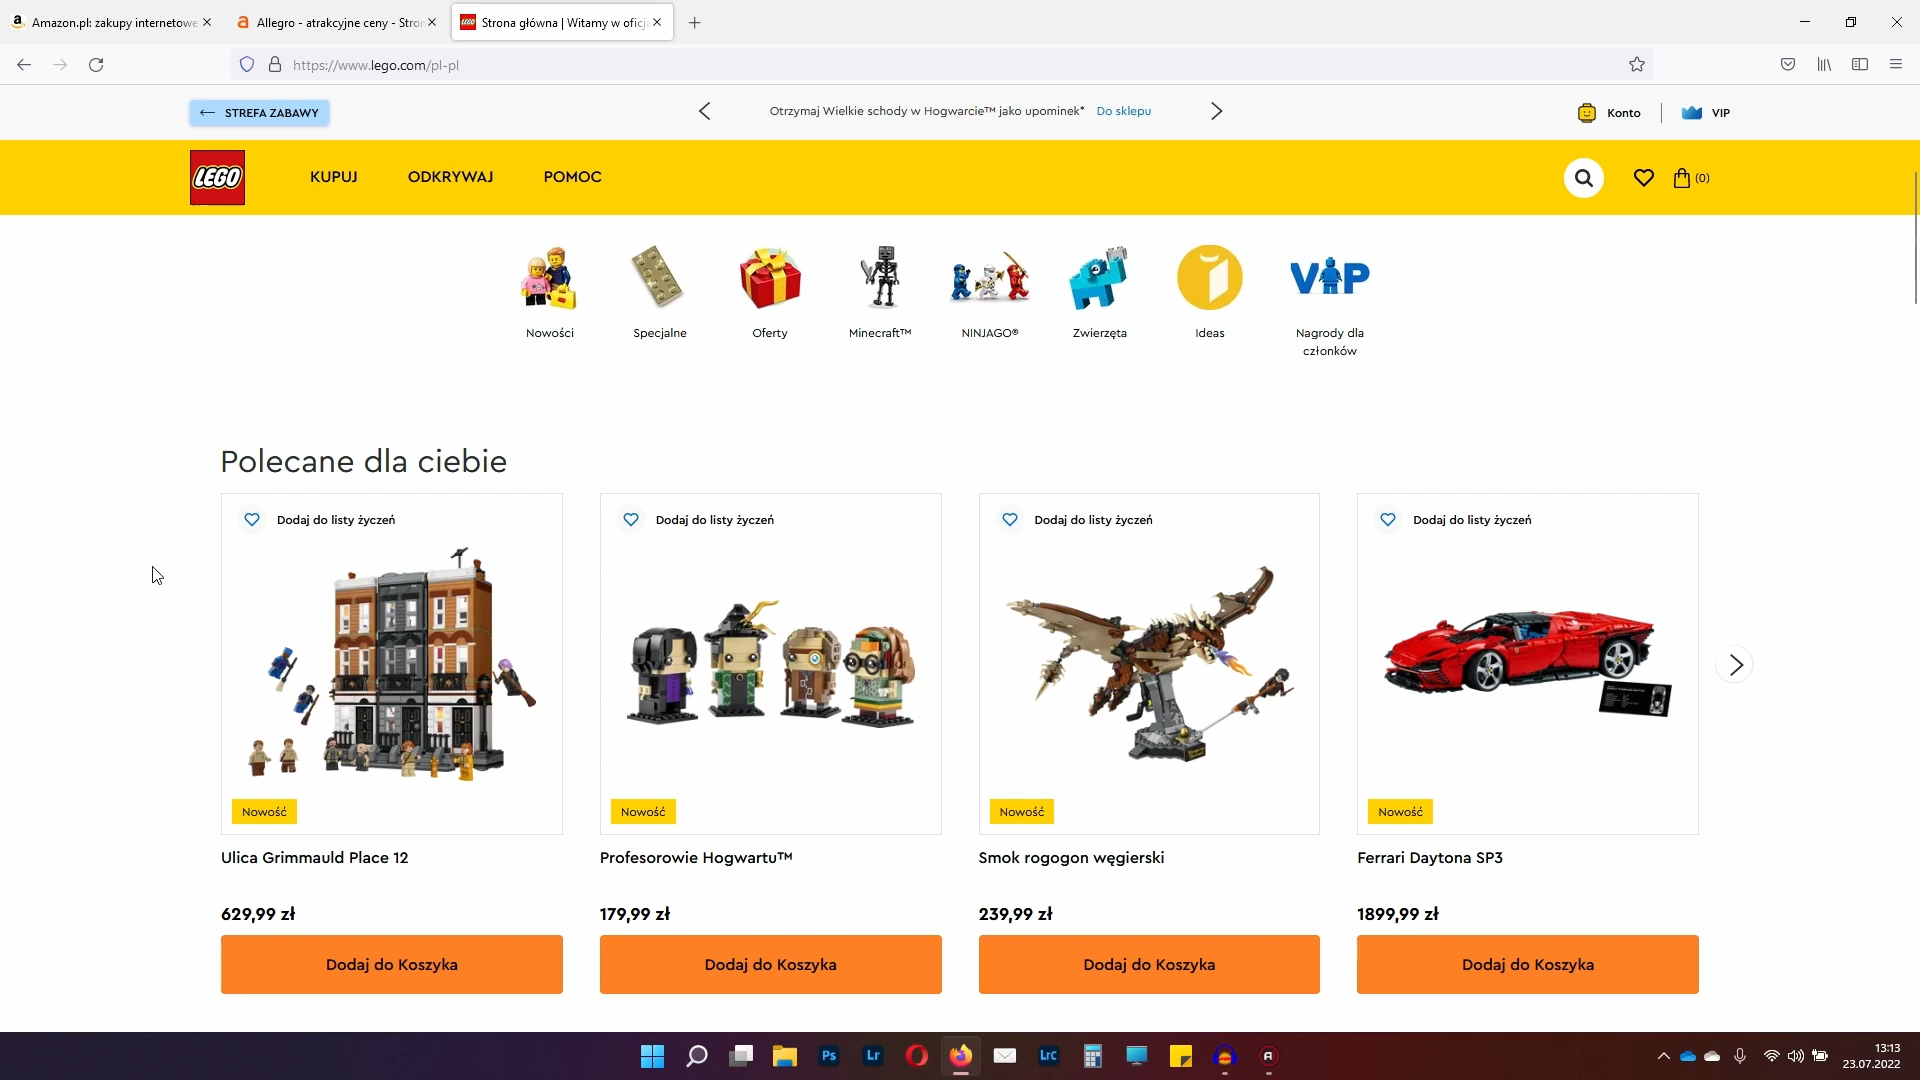 Amazon.pl: zakupy internetowe
Allegro - atrakcyjne ceny - Stron
Strona główna | Witamy w oficja
https://www.lego.com/pl-pl
STREFA ZABAWY
Otrzymaj Wielkie schody w Hogwarcie™ jako upominek* Do sklepu
Konto
VIP
LEGO
KUPUJ
ODKRYWAJ
POMOC
(0)
VIP
Nowości
Specjalne
Oferty
Minecraft™
NINJAGO®
Zwierzęta
Ideas
Nagrody dla
członków
Polecane dla ciebie
Dodaj do listy życzeń
Dodaj do listy życzeń
Dodaj do listy życzeń
Dodaj do listy życzeń
Nowość
Nowość
Nowość
Nowość
Ulica Grimmauld Place 12
Profesorowie Hogwartu™
Smok rogogon węgierski
Ferrari Daytona SP3
629,99 zł
179,99 zł
239,99 zł
1899,99 zł
Dodaj do Koszyka
Dodaj do Koszyka
Dodaj do Koszyka
Dodaj do Koszyka
Ps
Lr
LrC
13:13
23.07.2022